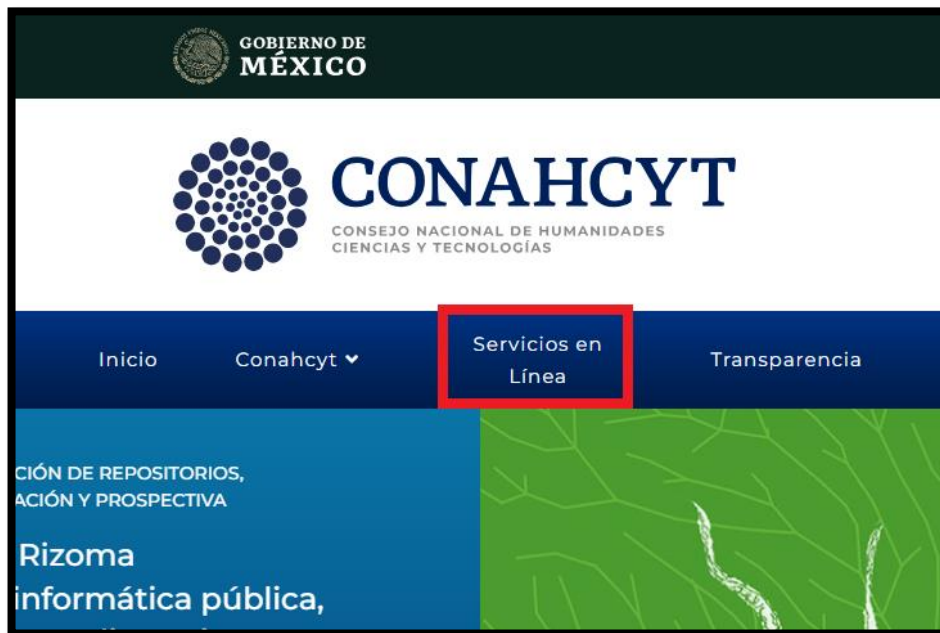 GOBIERNO DE
MÉXICO
CONAHCYT
CONSEJO NACIONAL DE HUMANIDADES
CIENCIAS Y TECNOLOGÍAS
Inicio
Conahcyt
Servicios en
Línea
Transparencia
CIÓN DE REPOSITORIOS,
ACIÓN Y PROSPECTIVA
Rizoma
informática pública,